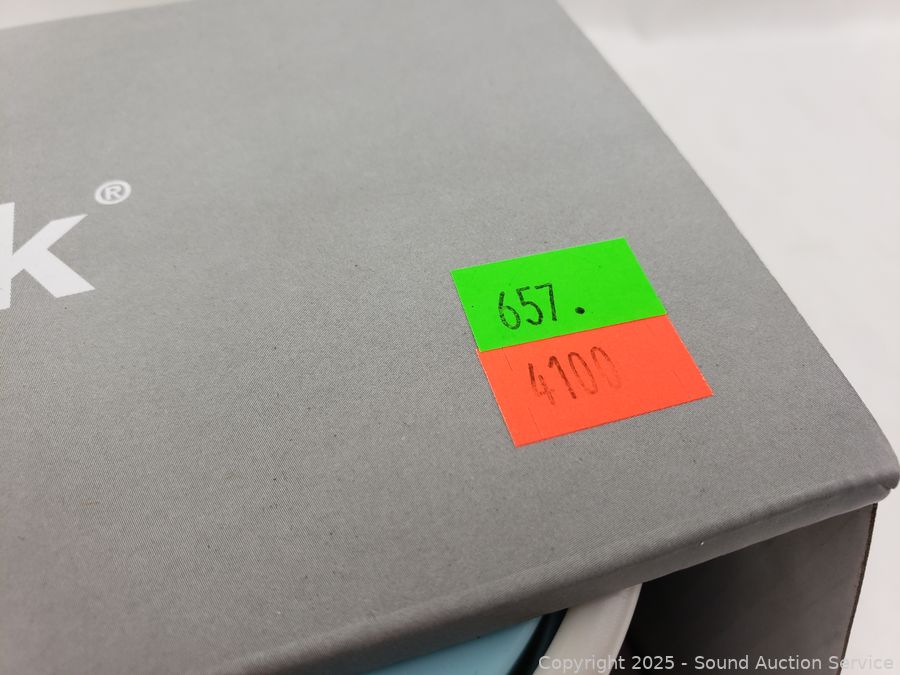 k®
657.
4100
Copyright 2025 - Sound Auction Service